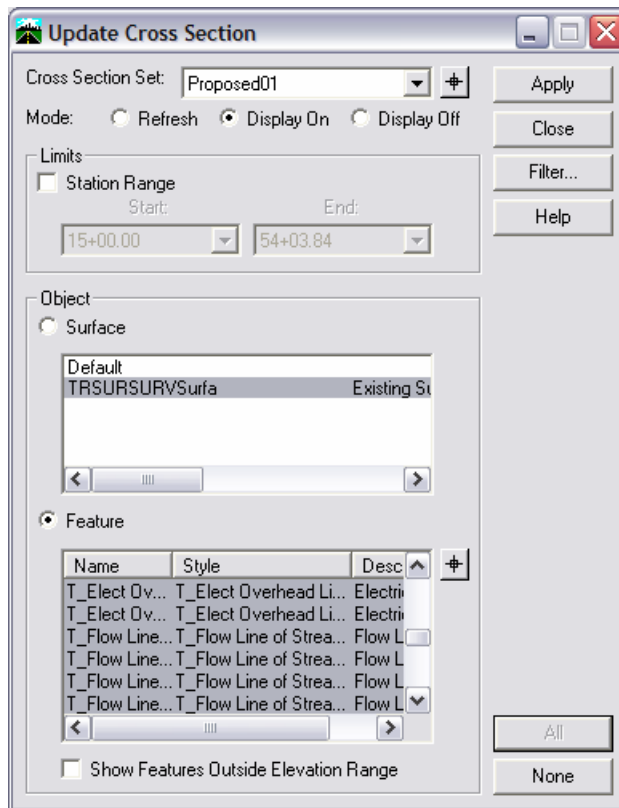 Update Cross Section
Cross Section Set: Proposed01
Apply
Mode: Refresh Display On Display Off
Close
Limits
Filter...
Station Range
Help
Start: End:
15+00.00 54+03.84
Object
Surface
Default
TRSURSURVSurfa Existing Su
Feature
Name Style Desc
T_Elect Ov... T_Elect Overhead Li... Electri
T_Elect Ov... T_Elect Overhead Li... Electri
T_Flow Line... T_Flow Line of Strea... Flow L
T_Flow Line... T_Flow Line of Strea... Flow L
T_Flow Line... T_Flow Line of Strea... Flow L
T_Flow Line... T_Flow Line of Strea... Flow L
All
Show Features Outside Elevation Range
None